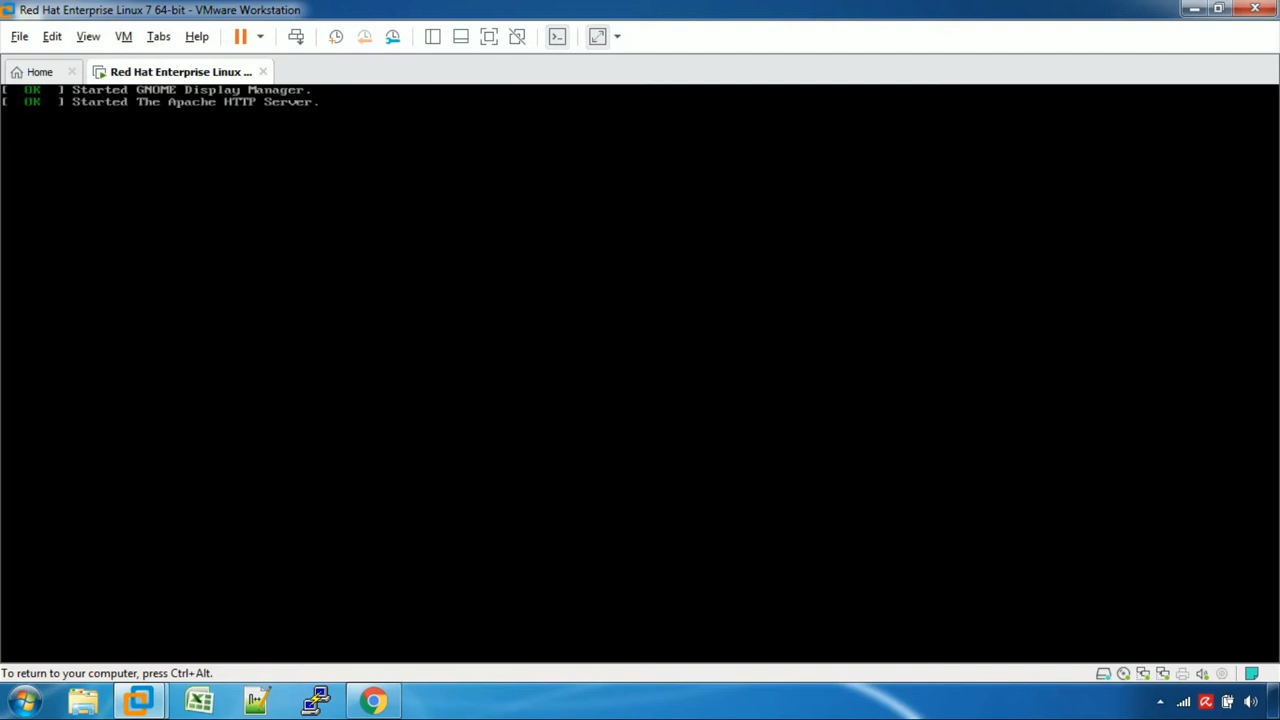 Red Hat Enterprise Linux 7 64-bit - VMware Workstation
File Edit View VM Tabs Help
Home Red Hat Enterprise Linux ...
[ OK ] Started GNOME Display Manager.
[ OK ] Started The Apache HTTP Server.
To return to your computer, press Ctrl+Alt.